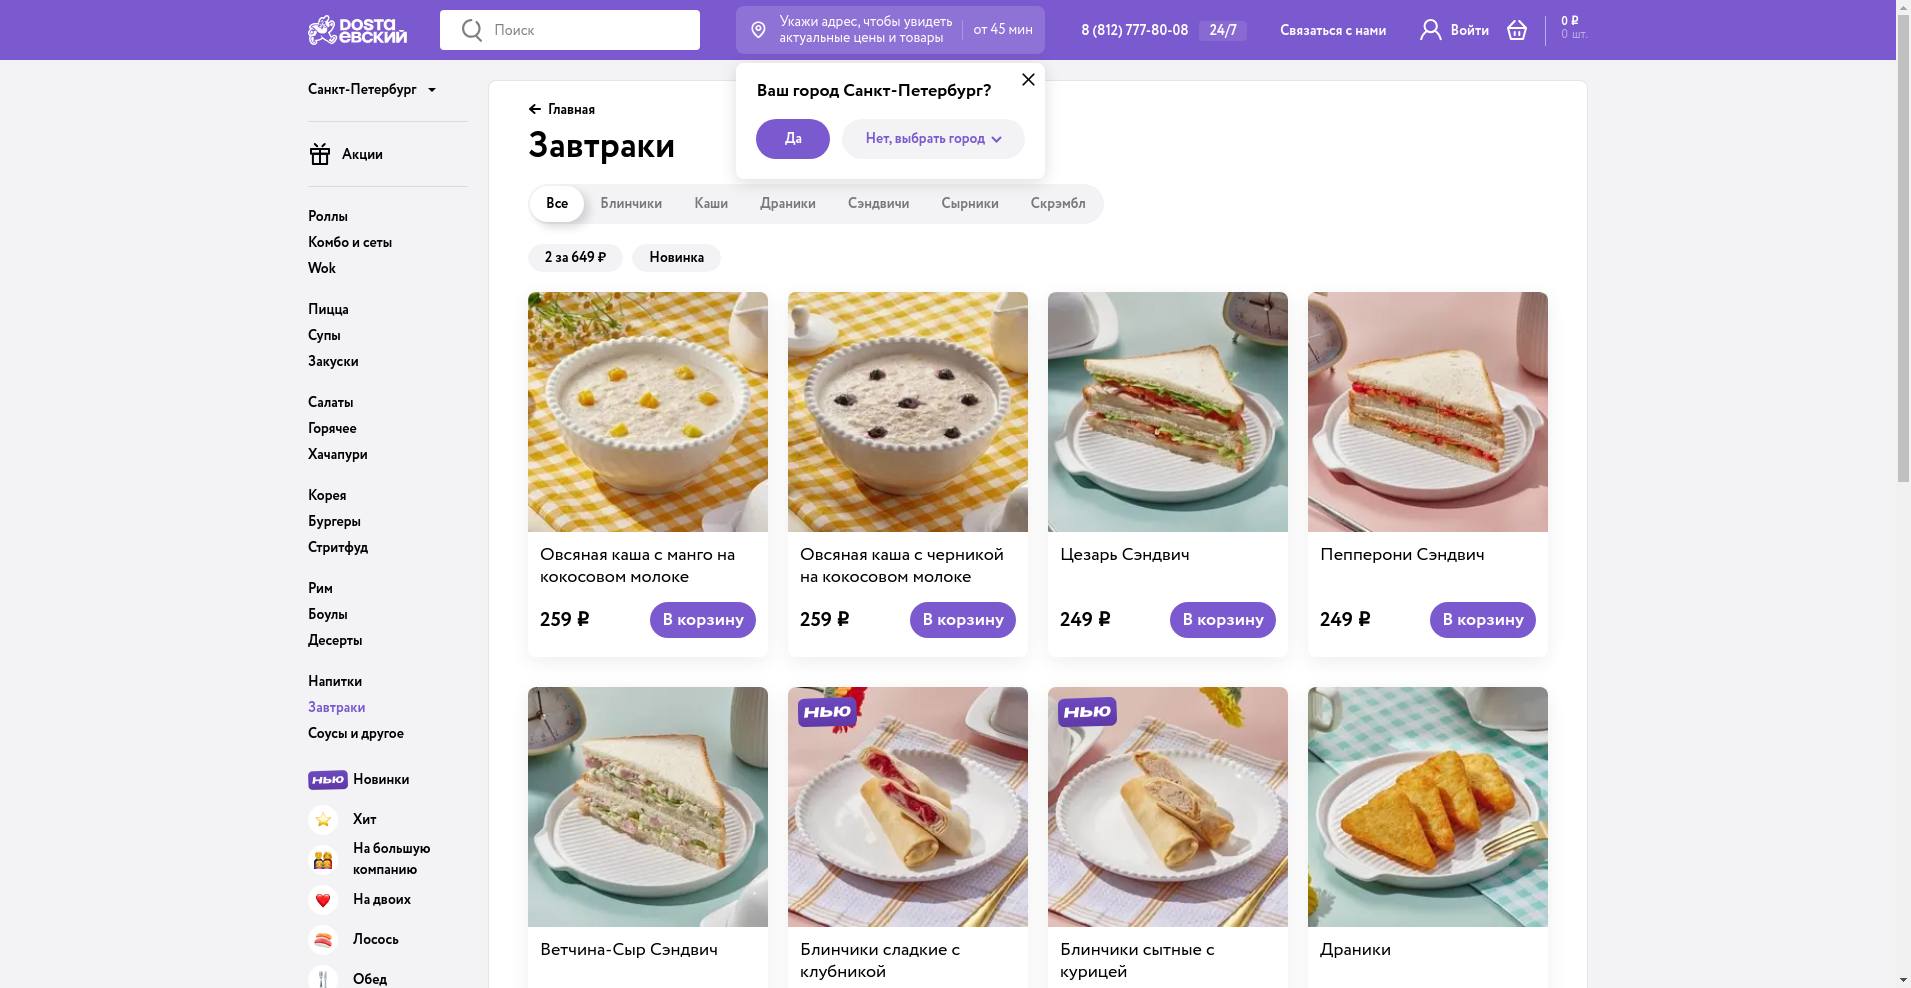 DOSTAЕВСКИЙ
Поиск
Укажи адрес, чтобы увидеть
актуальные цены и товары
от 45 мин
8 (812) 777-80-08
24/7
Связаться с нами
Войти
0 ₽
0 шт.
Санкт-Петербург
Ваш город Санкт-Петербург?
Да
Нет, выбрать город
Акции
Роллы
Комбо и сеты
Wok
Пицца
Супы
Закуски
Салаты
Горячее
Хачапури
Корея
Бургеры
Стритфуд
Рим
Боулы
Десерты
Напитки
Завтраки
Соусы и другое
НЬЮ Новинки
Хит
На большую
компанию
На двоих
Лосось
Обед
Главная
Завтраки
Все
Блинчики
Каши
Драники
Сэндвичи
Сырники
Скрэмбл
2 за 649 ₽
Новинка
Овсяная каша с манго на
кокосовом молоке
259 ₽
В корзину
Овсяная каша с черникой
на кокосовом молоке
259 ₽
В корзину
Цезарь Сэндвич
249 ₽
В корзину
Пепперони Сэндвич
249 ₽
В корзину
Ветчина-Сыр Сэндвич
НЬЮ
Блинчики сладкие с
клубникой
НЬЮ
Блинчики сытные с
курицей
Драники